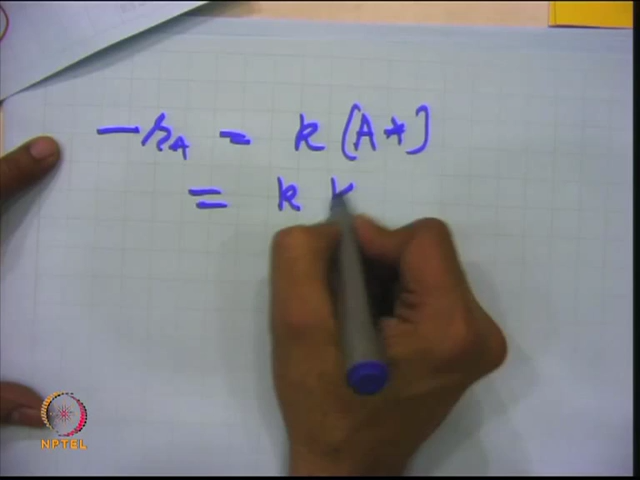 -rA = k [A*]
= k K
NPTEL